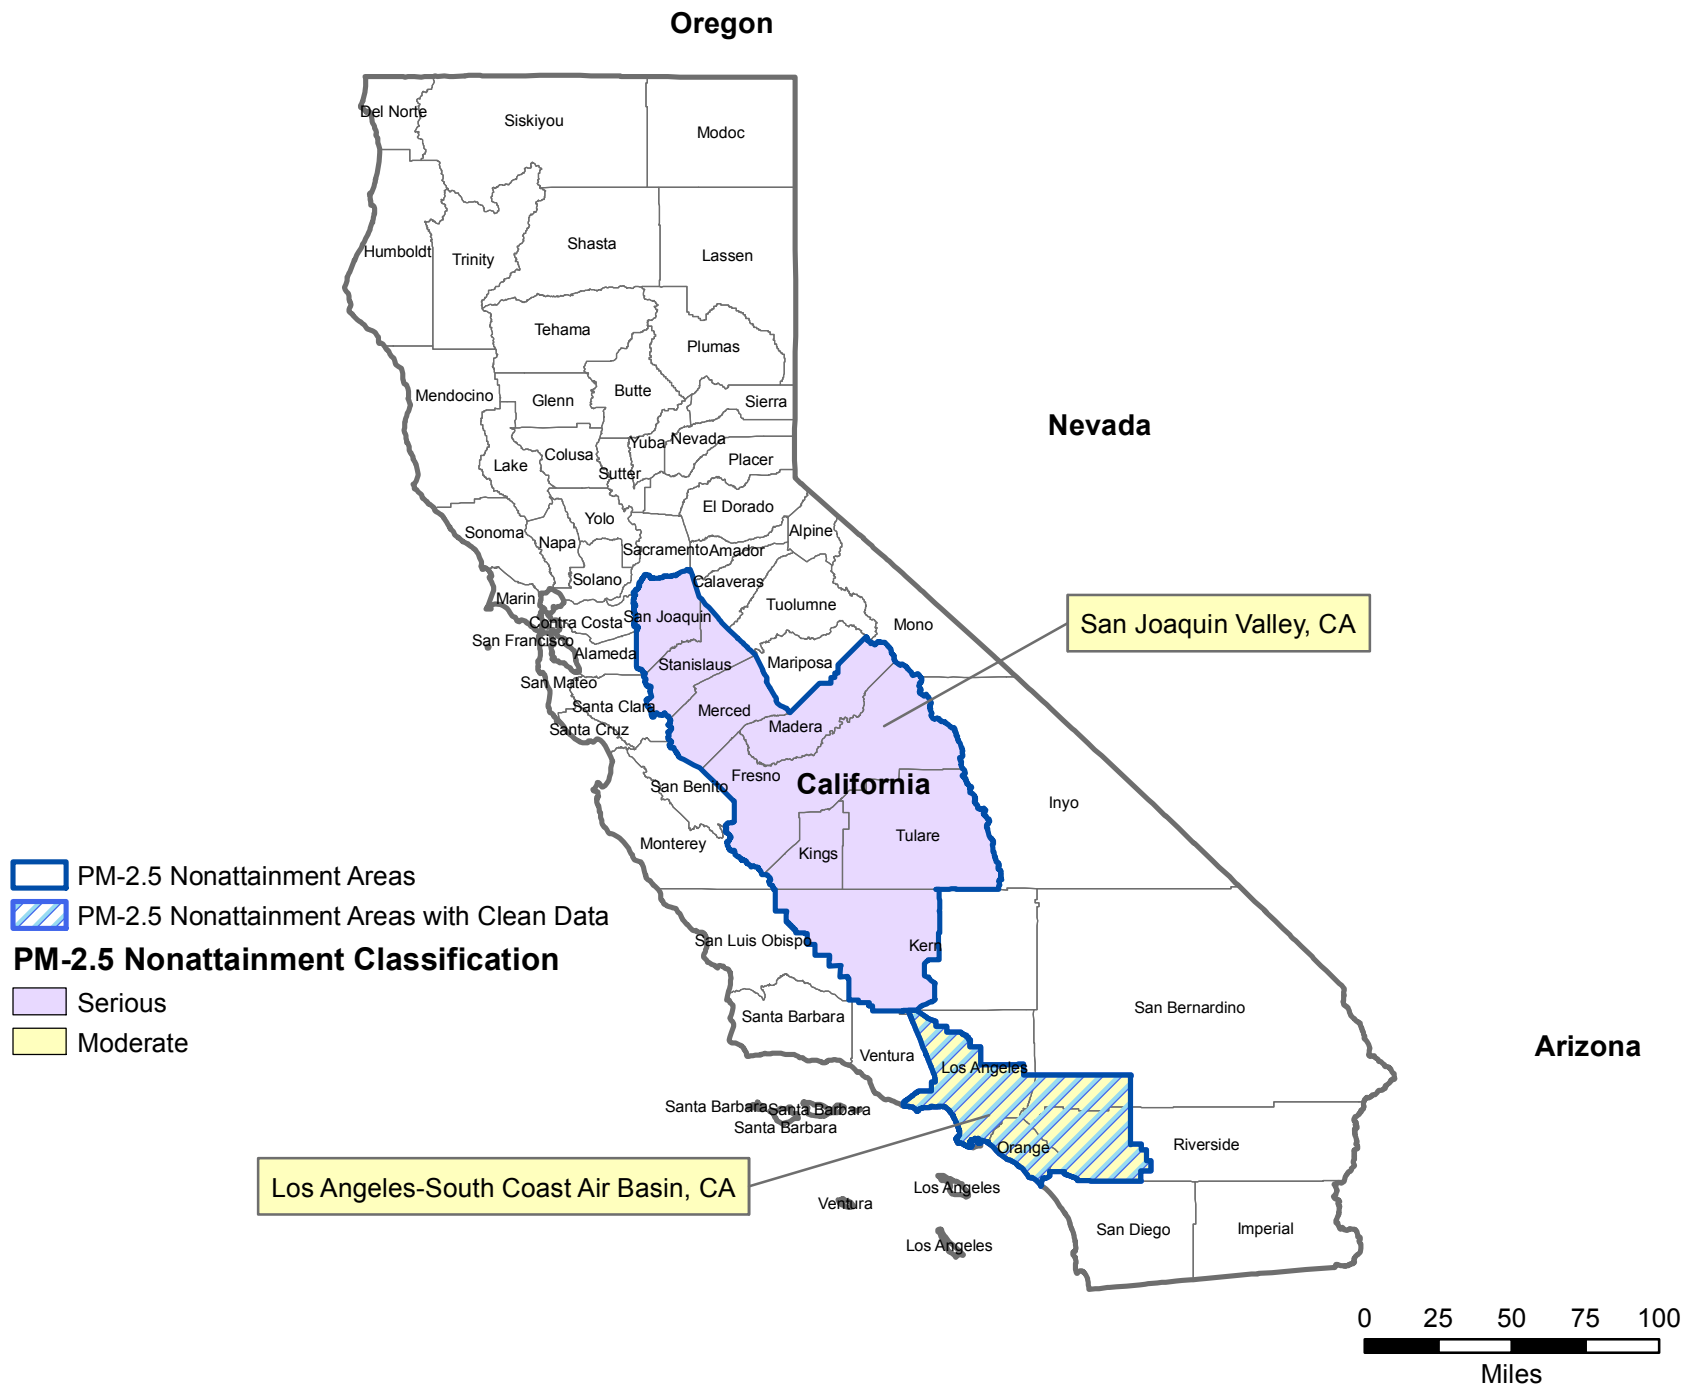 Oregon
Del Norte
Siskiyou
Modoc
Humboldt
Trinity
Shasta
Lassen
Tehama
Plumas
Mendocino
Glenn
Butte
Sierra
Nevada
Yuba
Nevada
Lake
Colusa
Sutter
Placer
El Dorado
Sonoma
Napa
Yolo
Alpine
Sacramento
Amador
Solano
Calaveras
Marin
Tuolumne
Contra Costa
San Joaquin
Mono
San Joaquin Valley, CA
San Francisco
Alameda
Stanislaus
Mariposa
San Mateo
Santa Clara
Merced
Santa Cruz
Madera
San Benito
Fresno
California
Inyo
Monterey
Kings
Tulare
PM-2.5 Nonattainment Areas
PM-2.5 Nonattainment Areas with Clean Data
PM-2.5 Nonattainment Classification
Serious
Moderate
San Luis Obispo
Kern
San Bernardino
Santa Barbara
Arizona
Ventura
Los Angeles
Santa Barbara
Santa Barbara
Santa Barbara
Orange
Riverside
Los Angeles-South Coast Air Basin, CA
Los Angeles
Ventura
San Diego
Imperial
Los Angeles
0 25 50 75 100
Miles